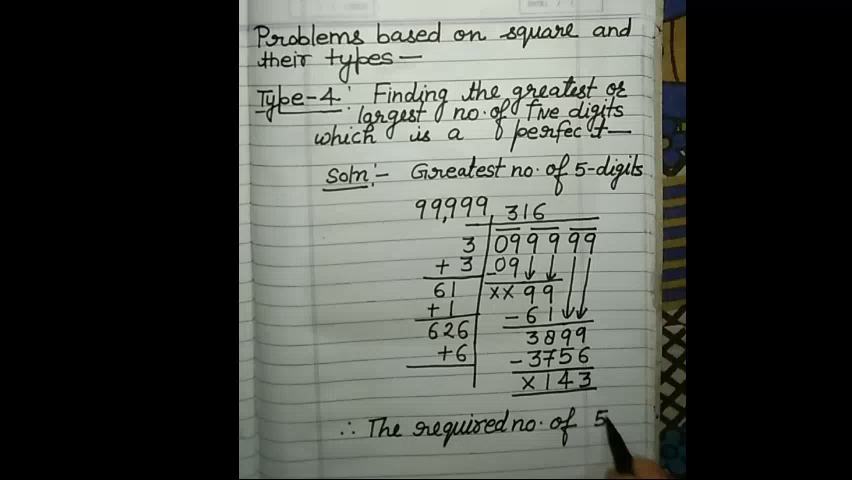 Problems based on square and
their types—
Type-4: Finding the greatest or
largest no. of five digits
which is a perfect—
Soln:- Greatest no. of 5-digits
99,999 316
3 099999
+3 -09
61 xx99
+1 -61
626 3899
+6 -3756
x143
∴ The required no. of 5